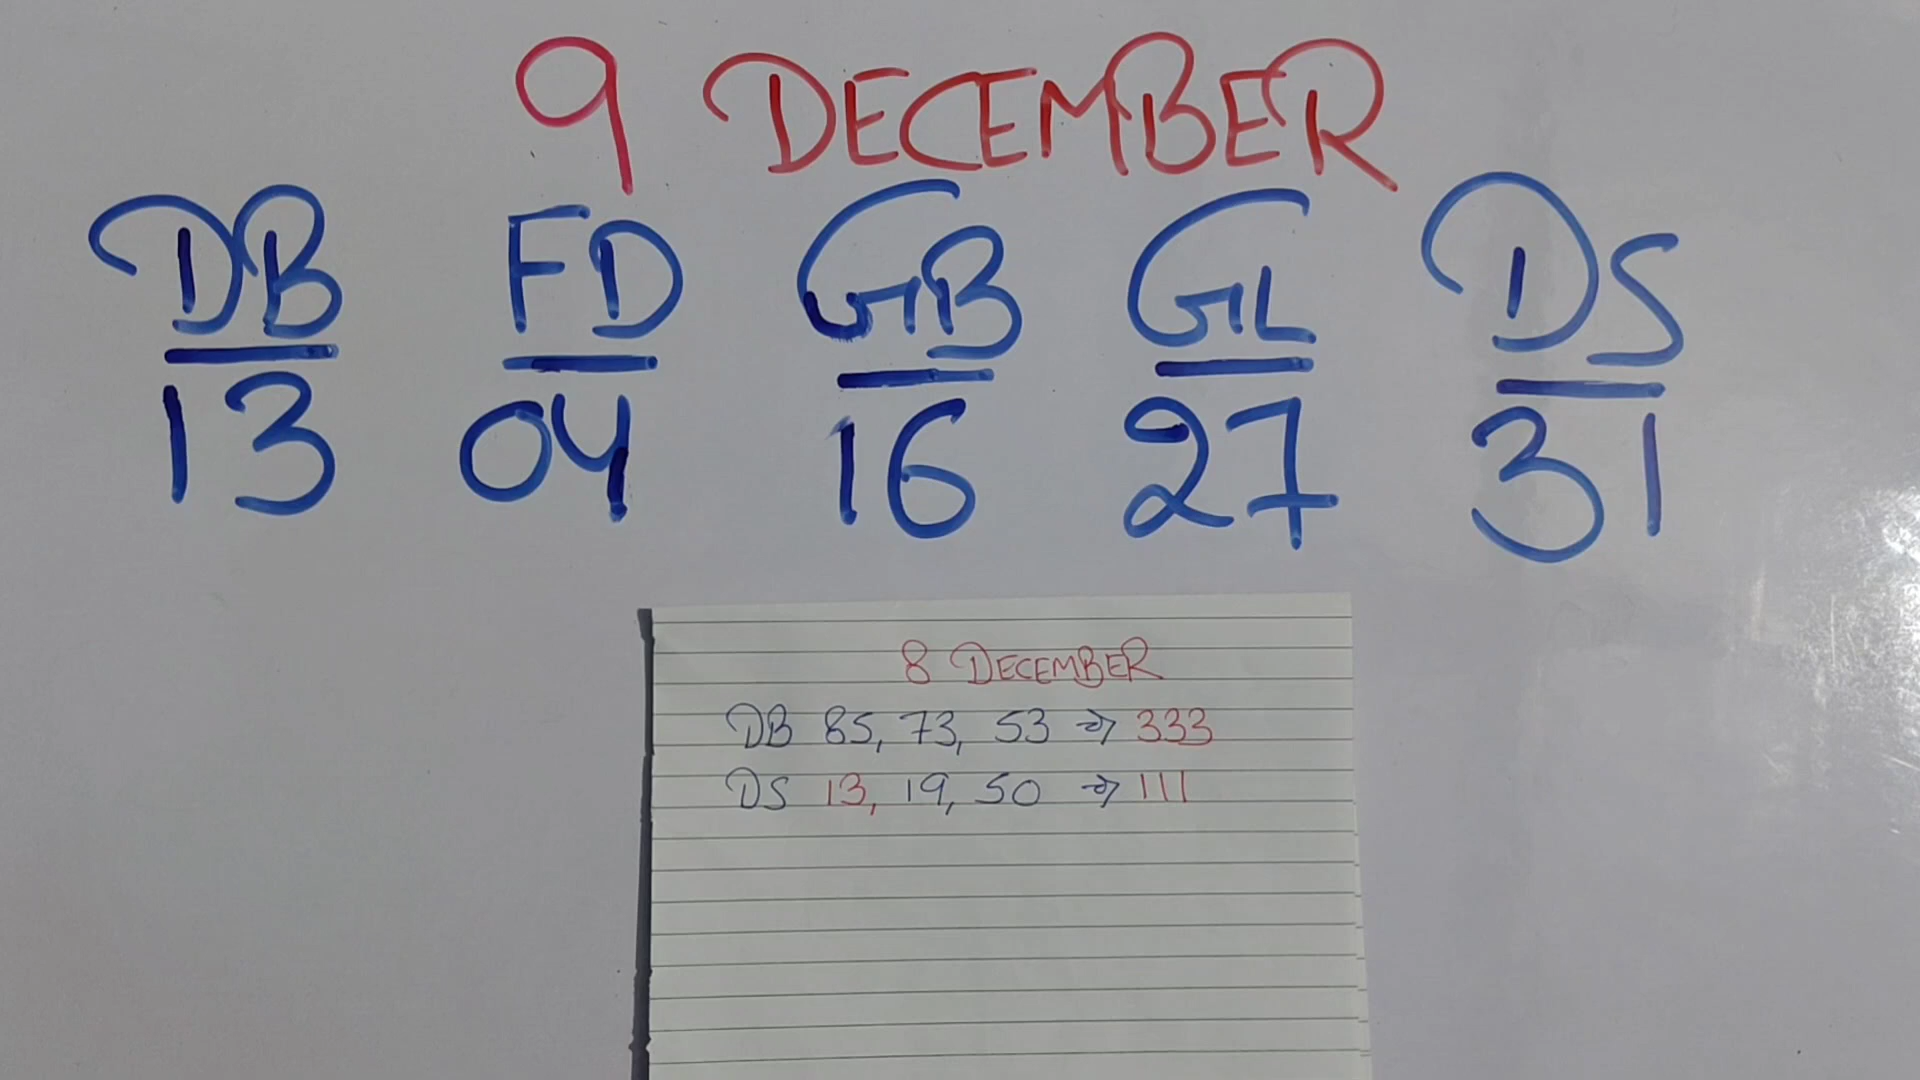 9 DECEMBER
DB FD GB GL DS
13 04 16 27 31
8 DECEMBER
DB 85, 73, 53 ⇒ 333
DS 13, 19, 50 ⇒ 111